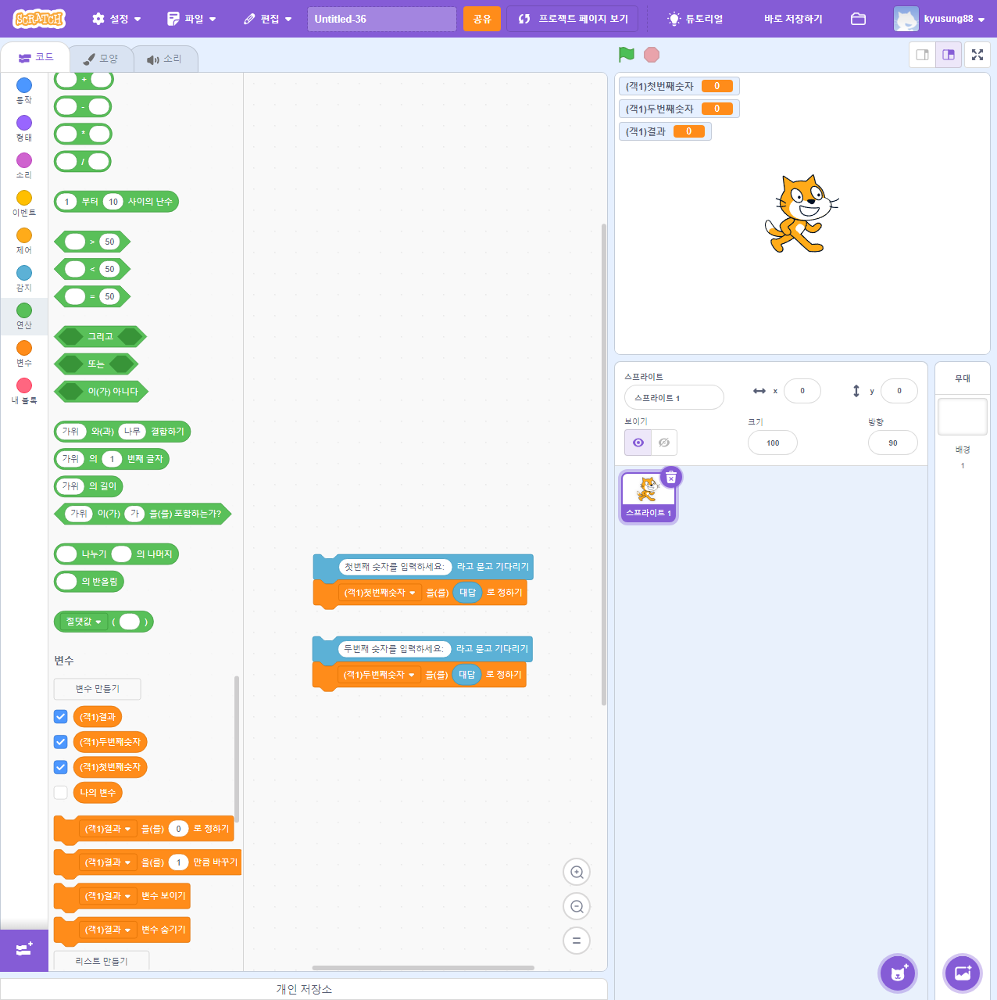 SCRATCH
설정
파일
편집
Untitled-36
공유
프로젝트 페이지 보기
튜토리얼
바로 저장하기
kyusung88
코드
모양
소리
동작
형태
소리
이벤트
제어
감지
연산
변수
내 블록
+
-
*
/
1 부터 10 사이의 난수
> 50
< 50
= 50
그리고
또는
이(가) 아니다
가위 와(과) 나무 결합하기
가위 의 1 번째 글자
가위 의 길이
가위 이(가) 가 을(를) 포함하는가?
나누기 의 나머지
의 반올림
절댓값 ( )
변수
변수 만들기
(객1)결과
(객1)두번째숫자
(객1)첫번째숫자
나의 변수
(객1)결과 을(를) 0 로 정하기
(객1)결과 을(를) 1 만큼 바꾸기
(객1)결과 변수 보이기
(객1)결과 변수 숨기기
리스트 만들기
첫번째 숫자를 입력하세요: 라고 묻고 기다리기
(객1)첫번째숫자 을(를) 대답 로 정하기
두번째 숫자를 입력하세요: 라고 묻고 기다리기
(객1)두번째숫자 을(를) 대답 로 정하기
개인 저장소
(객1)첫번째숫자 0
(객1)두번째숫자 0
(객1)결과 0
스프라이트
스프라이트 1
x 0
y 0
보이기
크기
100
방향
90
스프라이트 1
무대
배경
1